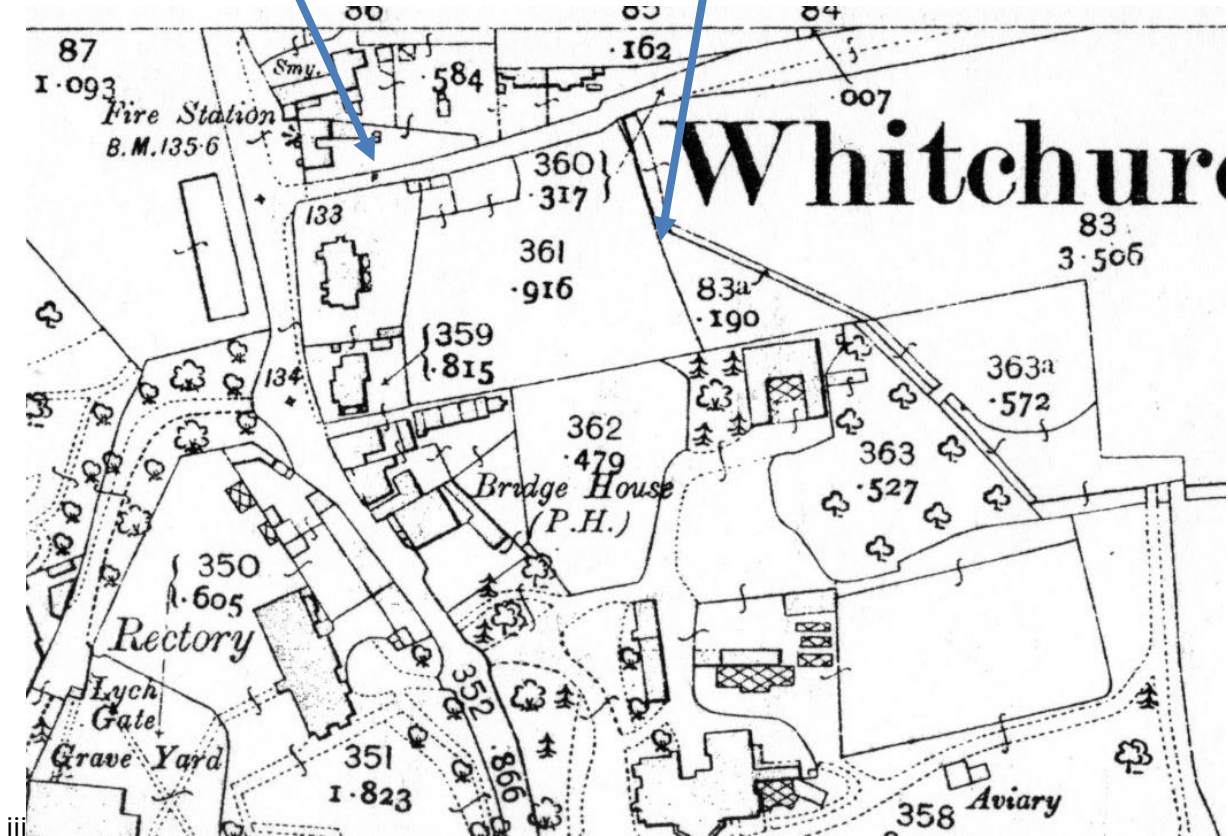 86
85
84
87
1·093
Smy.
584
·162
007
Fire Station
B.M.135·6
360
·317
Whitchur
83
3·506
133
361
·916
83a
·190
359
·815
134
363a
·572
362
·479
363
·527
Bridge House
(P.H.)
350
·605
Rectory
Lych
Gate
Grave Yard
352
·866
351
1·823
Aviary
358
iii